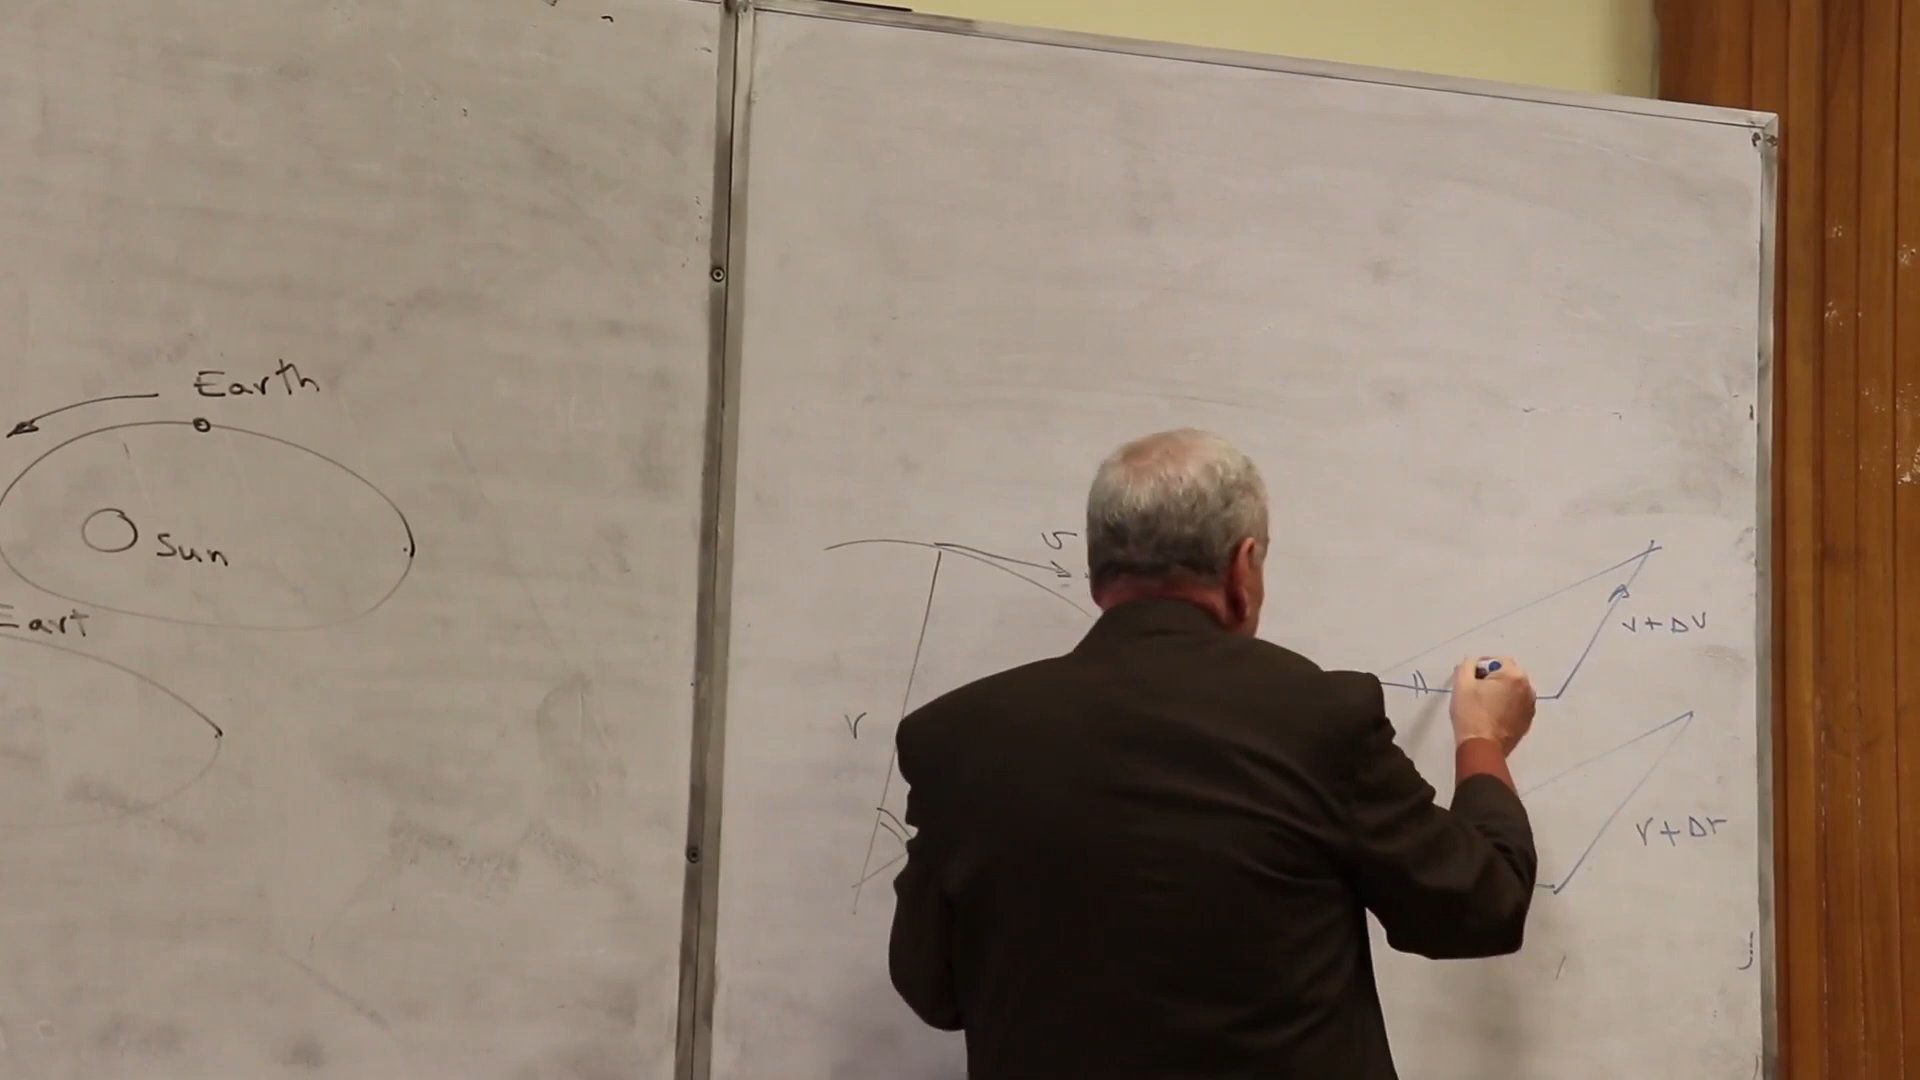 Earth
Sun
Eart
v
r
v + Δv
r + Δr